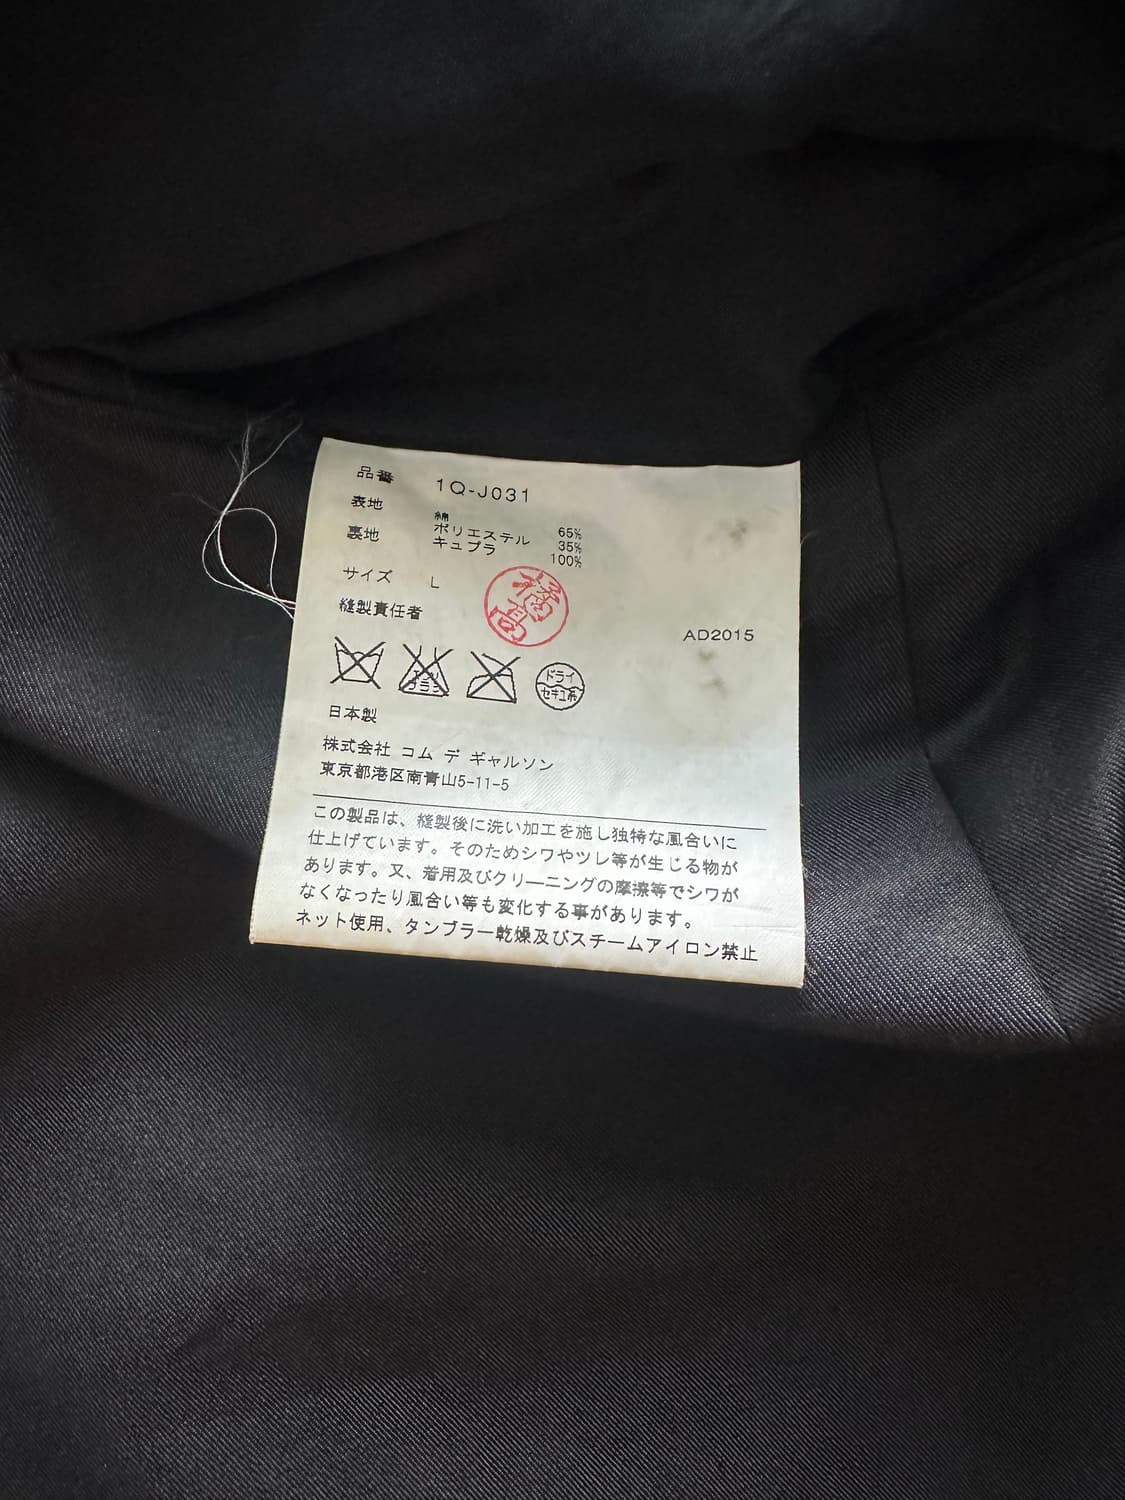 品番 1Q-J031
表地 綿 65%
ポリエステル 35%
裏地 キュプラ 100%
サイズ L
縫製責任者
AD2015
ドライ
セキユ系
日本製
株式会社 コム デ ギャルソン
東京都港区南青山5-11-5
この製品は、縫製後に洗い加工を施し独特な風合いに
仕上げています。そのためシワやツレ等が生じる物が
あります。又、着用及びクリーニングの摩擦等でシワが
なくなったり風合い等も変化する事があります。
ネット使用、タンブラー乾燥及びスチームアイロン禁止